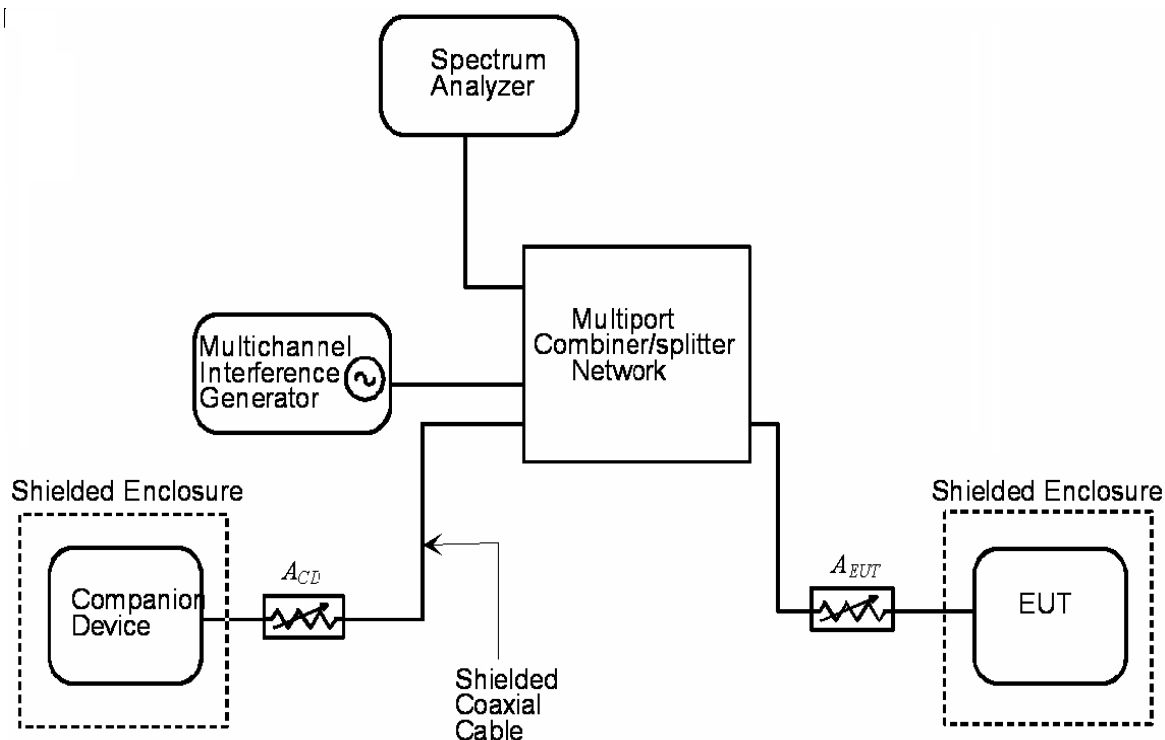 Spectrum
Analyzer
Multiport
Combiner/splitter
Network
Multichannel
Interference
Generator
Shielded Enclosure
Shielded Enclosure
A_CD
A_EUT
Companion
Device
EUT
Shielded
Coaxial
Cable